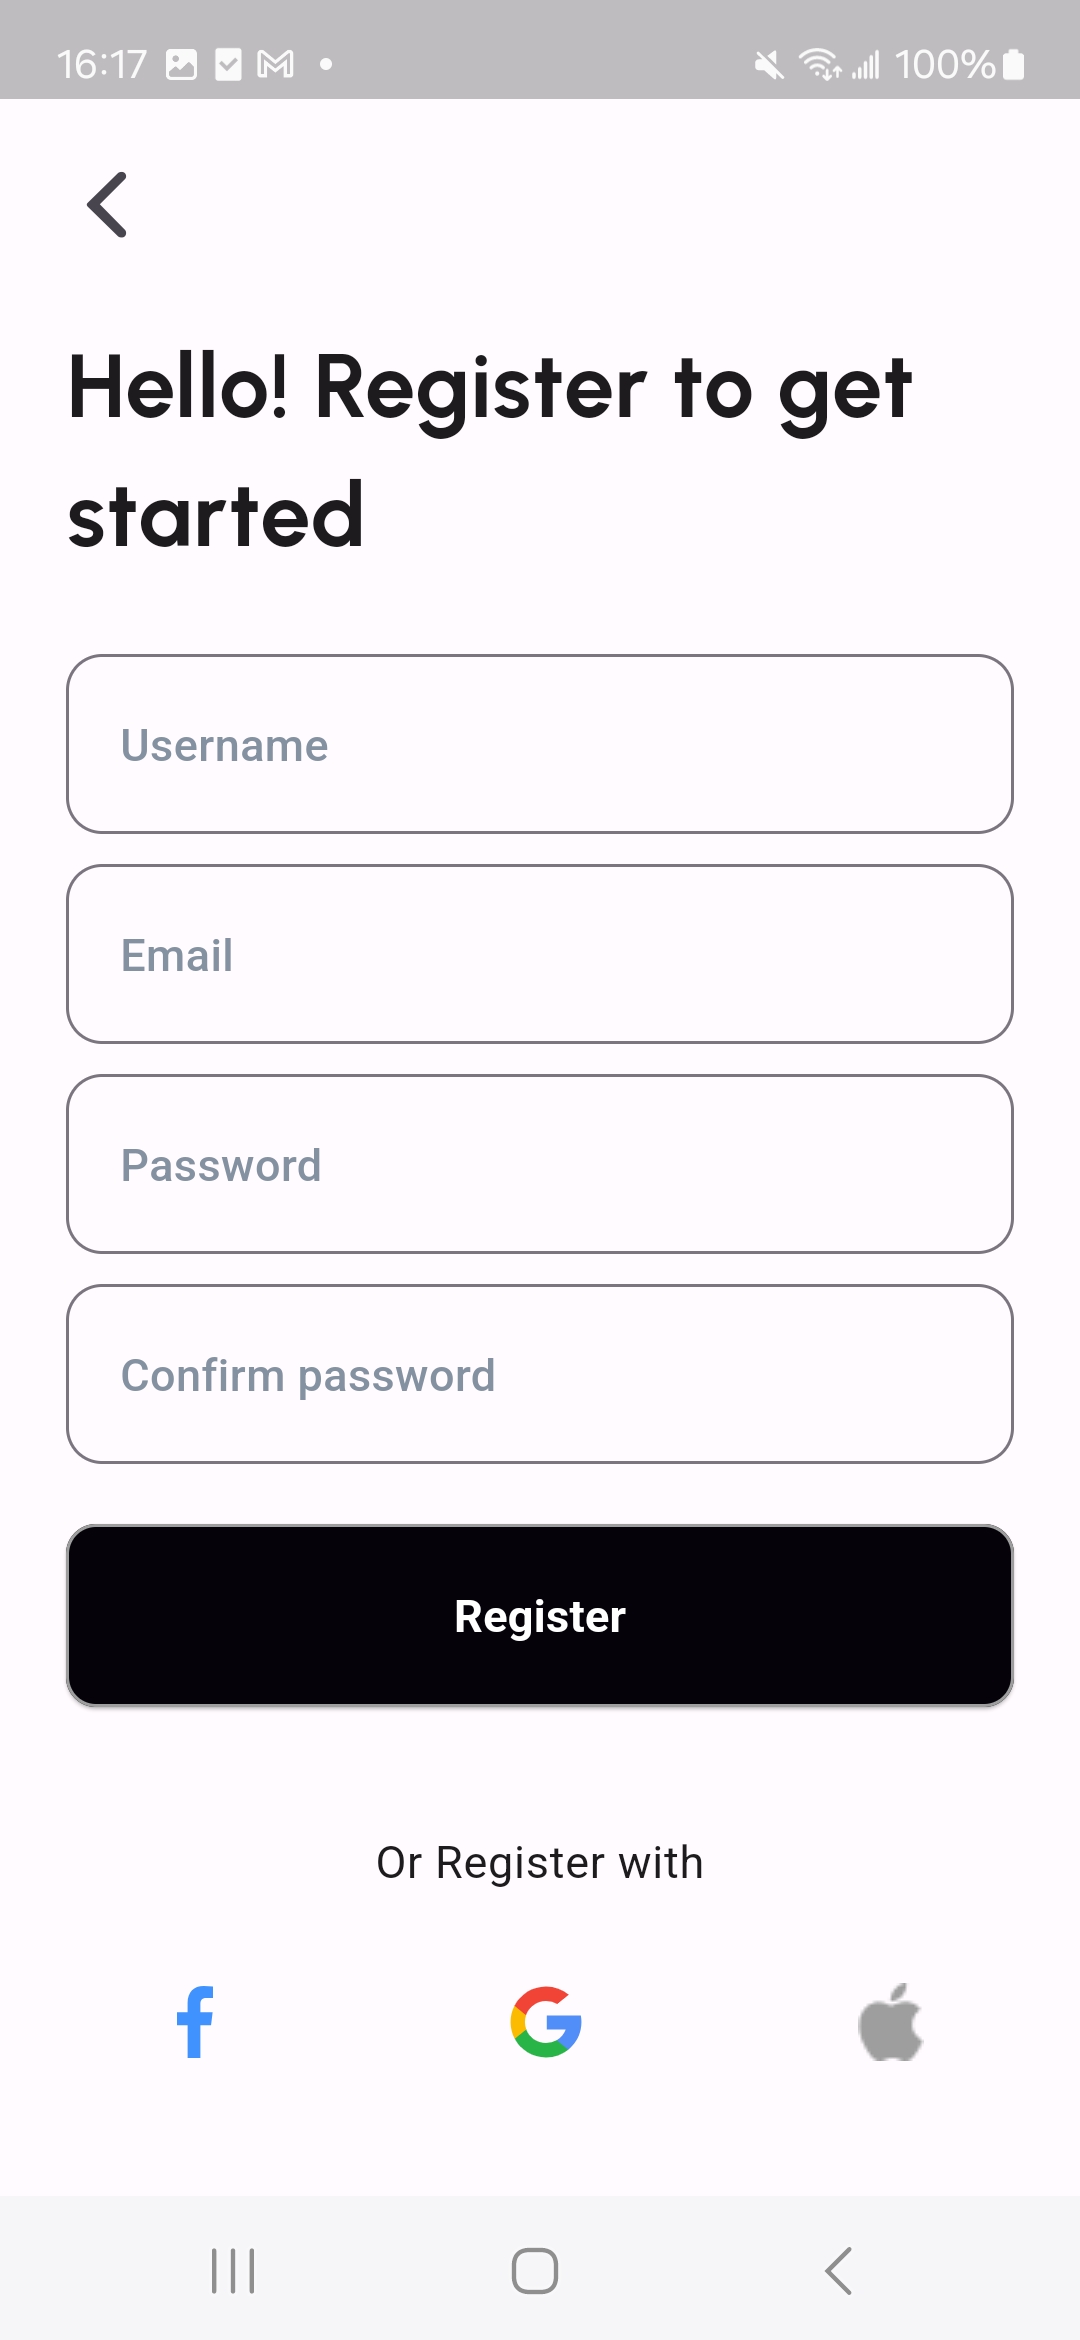 16:17 100%
Hello! Register to get
started
Username
Email
Password
Confirm password
Register
Or Register with